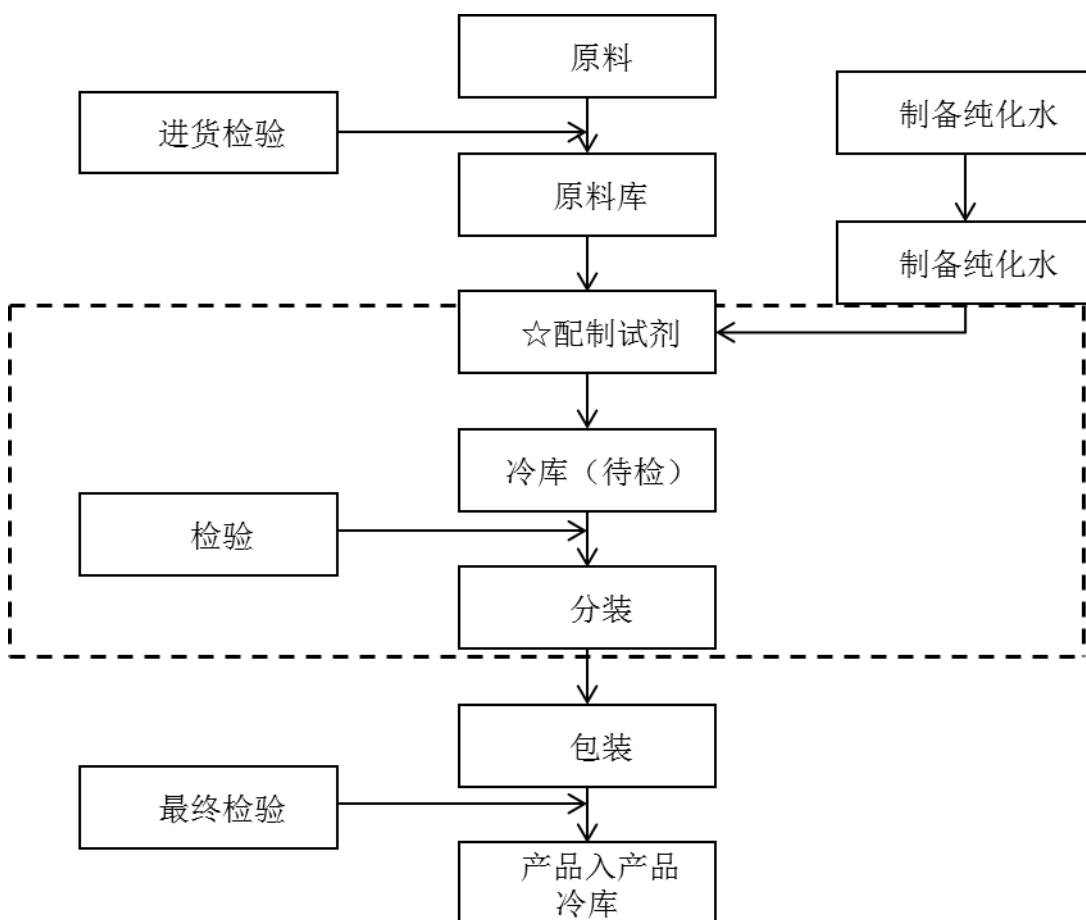 原料
制备纯化水
进货检验
原料库
制备纯化水
☆配制试剂
冷库（待检）
检验
分装
包装
最终检验
产品入产品
冷库